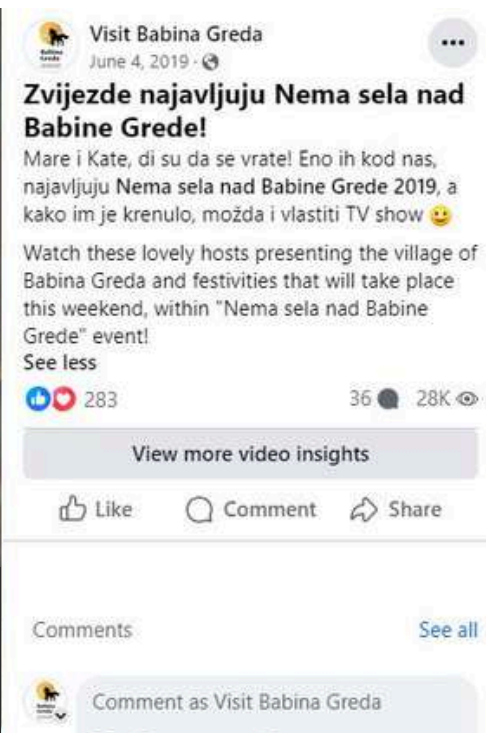 Visit Babina Greda
June 4, 2019 ·
Zvijezde najavljuju Nema sela nad
Babine Grede!
Mare i Kate, di su da se vrate! Eno ih kod nas,
najavljuju Nema sela nad Babine Grede 2019, a
kako im je krenulo, možda i vlastiti TV show
Watch these lovely hosts presenting the village of
Babina Greda and festivities that will take place
this weekend, within "Nema sela nad Babine
Grede" event!
See less
283 36 28K
View more video insights
Like Comment Share
Comments See all
Comment as Visit Babina Greda